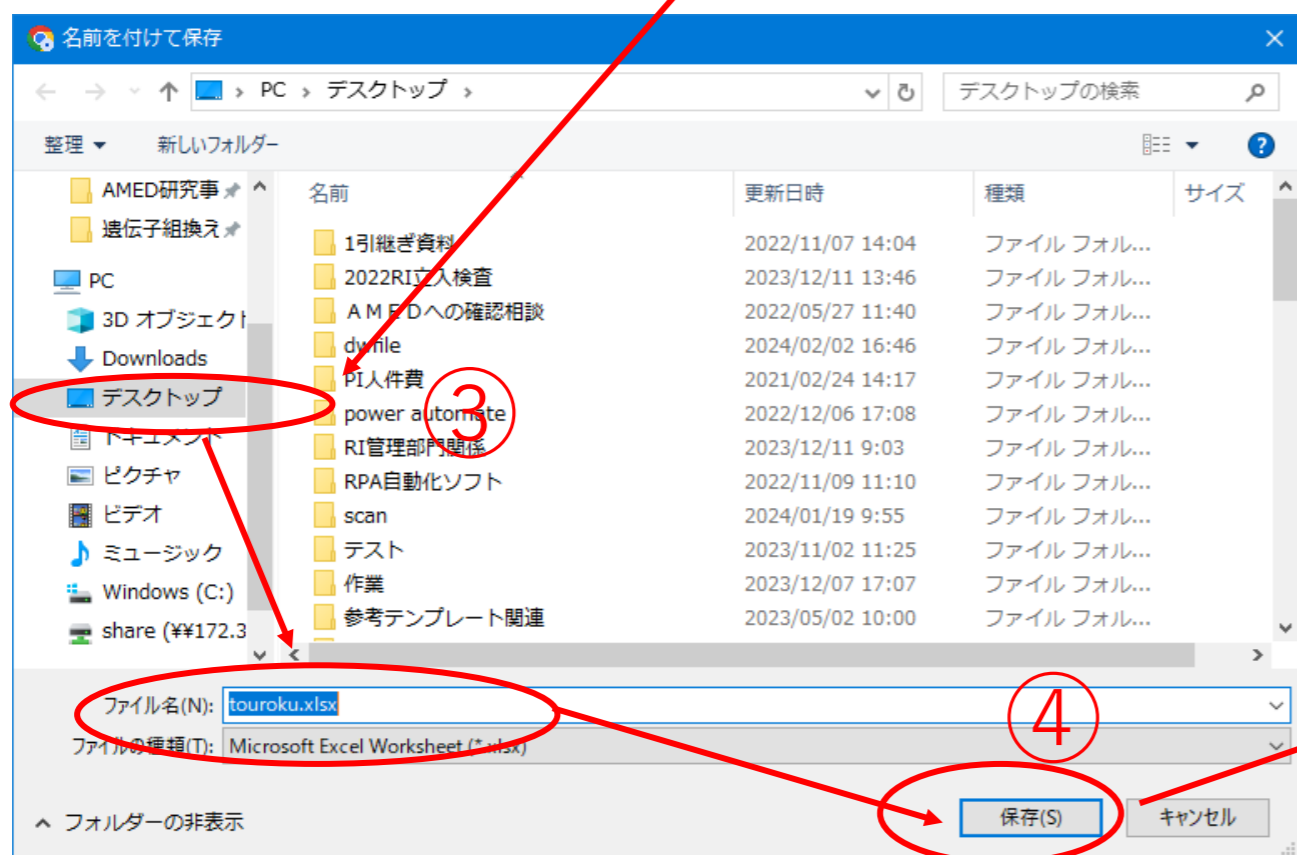 名前を付けて保存
PC › デスクトップ ›
デスクトップの検索
整理 新しいフォルダー
AMED研究事
遺伝子組換え
PC
3D オブジェクト
Downloads
デスクトップ
ドキュメント
ピクチャ
ビデオ
ミュージック
Windows (C:)
share (¥¥172.3
名前 更新日時 種類 サイズ
1引継ぎ資料 2022/11/07 14:04 ファイル フォル...
2022RI立入検査 2023/12/11 13:46 ファイル フォル...
ＡＭＥＤへの確認相談 2022/05/27 11:40 ファイル フォル...
dwfile 2024/02/02 16:46 ファイル フォル...
PI人件費 2021/02/24 14:17 ファイル フォル...
power automate 2022/12/06 17:08 ファイル フォル...
RI管理部門関係 2023/12/11 9:03 ファイル フォル...
RPA自動化ソフト 2022/11/09 11:10 ファイル フォル...
scan 2024/01/19 9:55 ファイル フォル...
テスト 2023/11/02 11:25 ファイル フォル...
作業 2023/12/07 17:07 ファイル フォル...
参考テンプレート関連 2023/05/02 10:00 ファイル フォル...
③
ファイル名(N): touroku.xlsx
ファイルの種類(T): Microsoft Excel Worksheet (*.xlsx)
④
フォルダーの非表示
保存(S) キャンセル